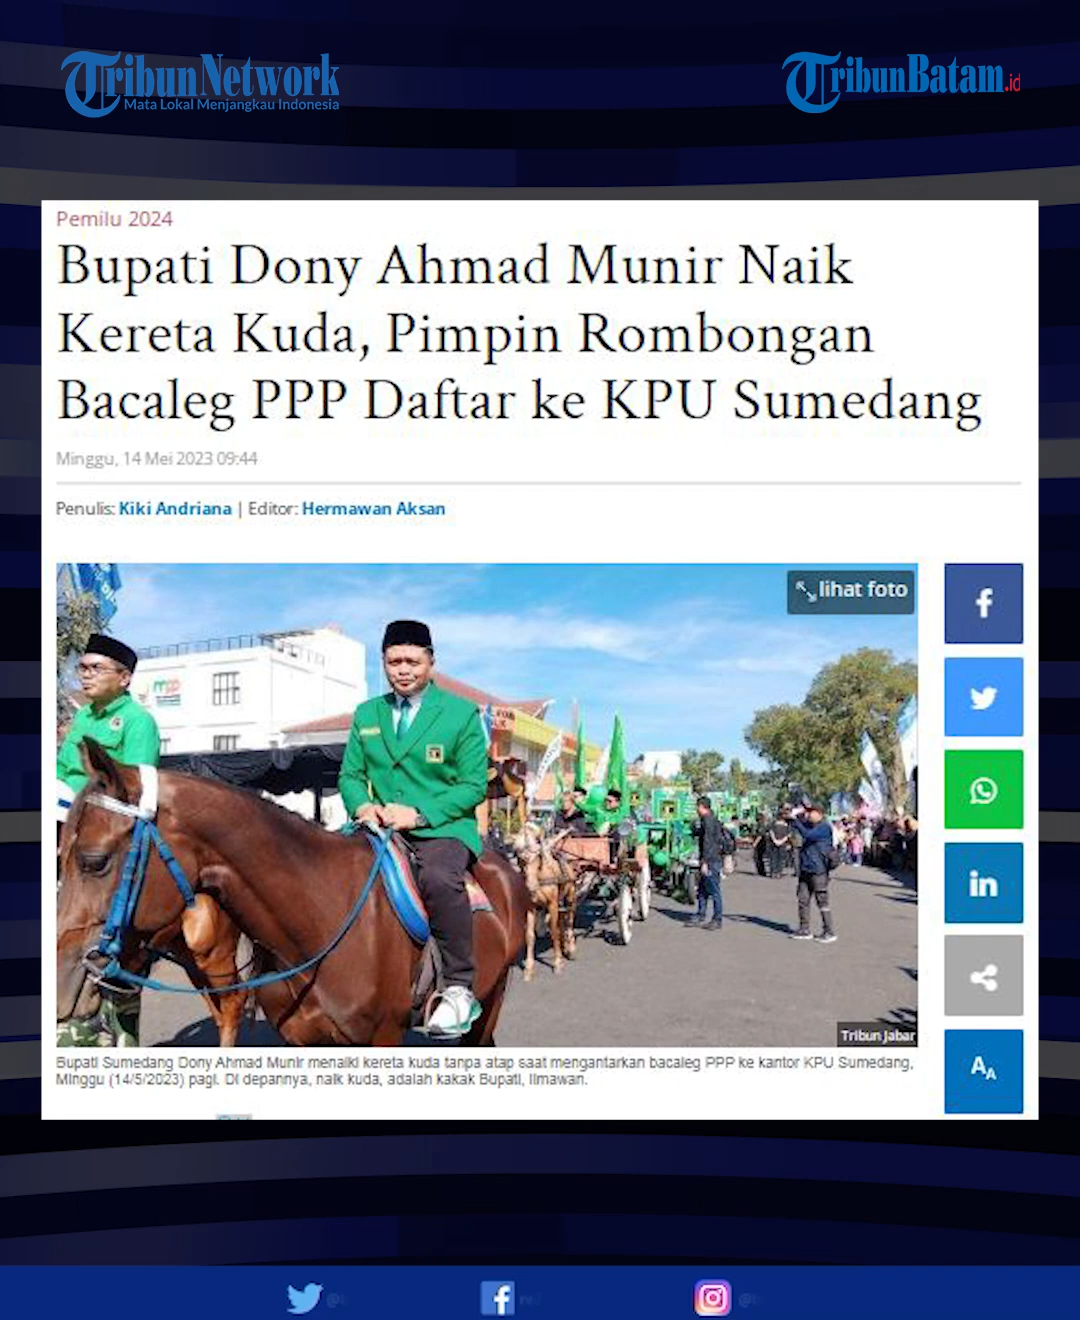 TribunNetwork
Mata Lokal Menjangkau Indonesia
TribunBatam.id
Pemilu 2024
Bupati Dony Ahmad Munir Naik
Kereta Kuda, Pimpin Rombongan
Bacaleg PPP Daftar ke KPU Sumedang
Minggu, 14 Mei 2023 09:44
Penulis: Kiki Andriana | Editor: Hermawan Aksan
lihat foto
mpp
Tribun Jabar
Bupati Sumedang Dony Ahmad Munir menaiki kereta kuda tanpa atap saat mengantarkan bacaleg PPP ke kantor KPU Sumedang,
Minggu (14/5/2023) pagi. Di depannya, naik kuda, adalah kakak Bupati, Ilmawan.
AA